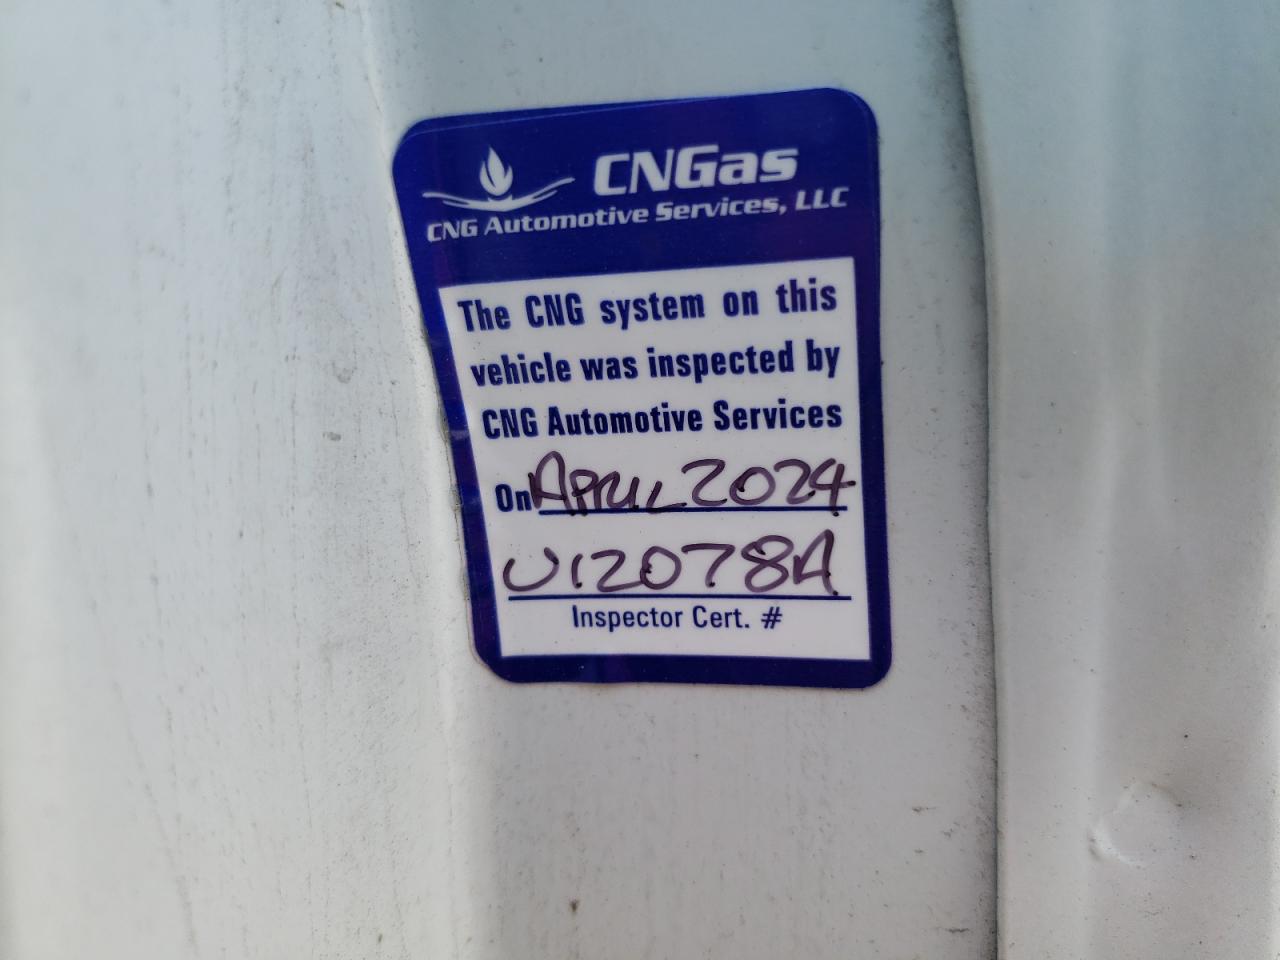 CNGas
CNG Automotive Services, LLC
The CNG system on this
vehicle was inspected by
CNG Automotive Services
On APRIL 2024
U12078A
Inspector Cert. #